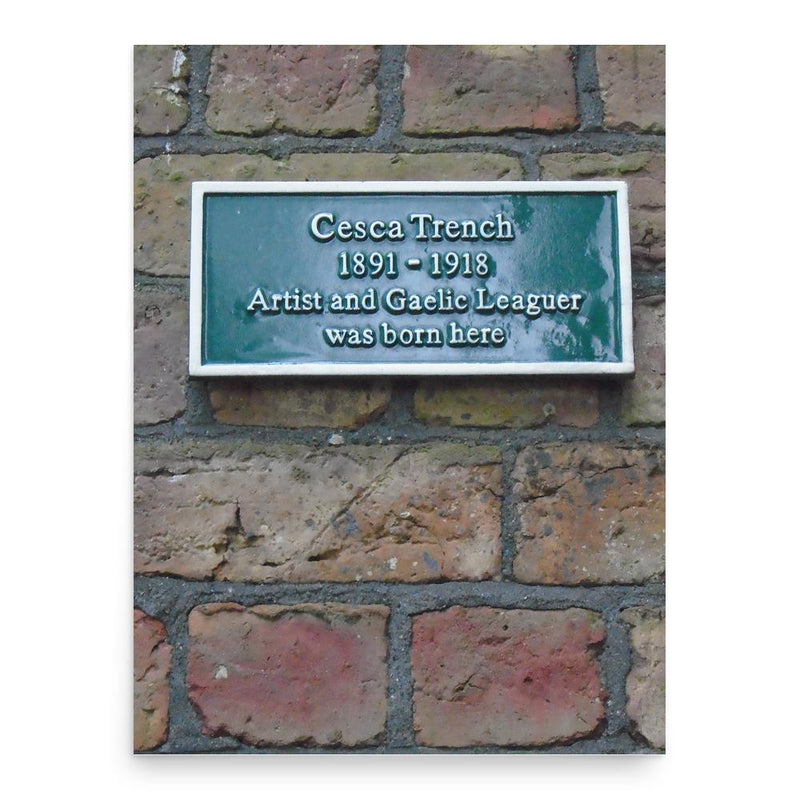 Cesca Trench
1891 - 1918
Artist and Gaelic Leaguer
was born here